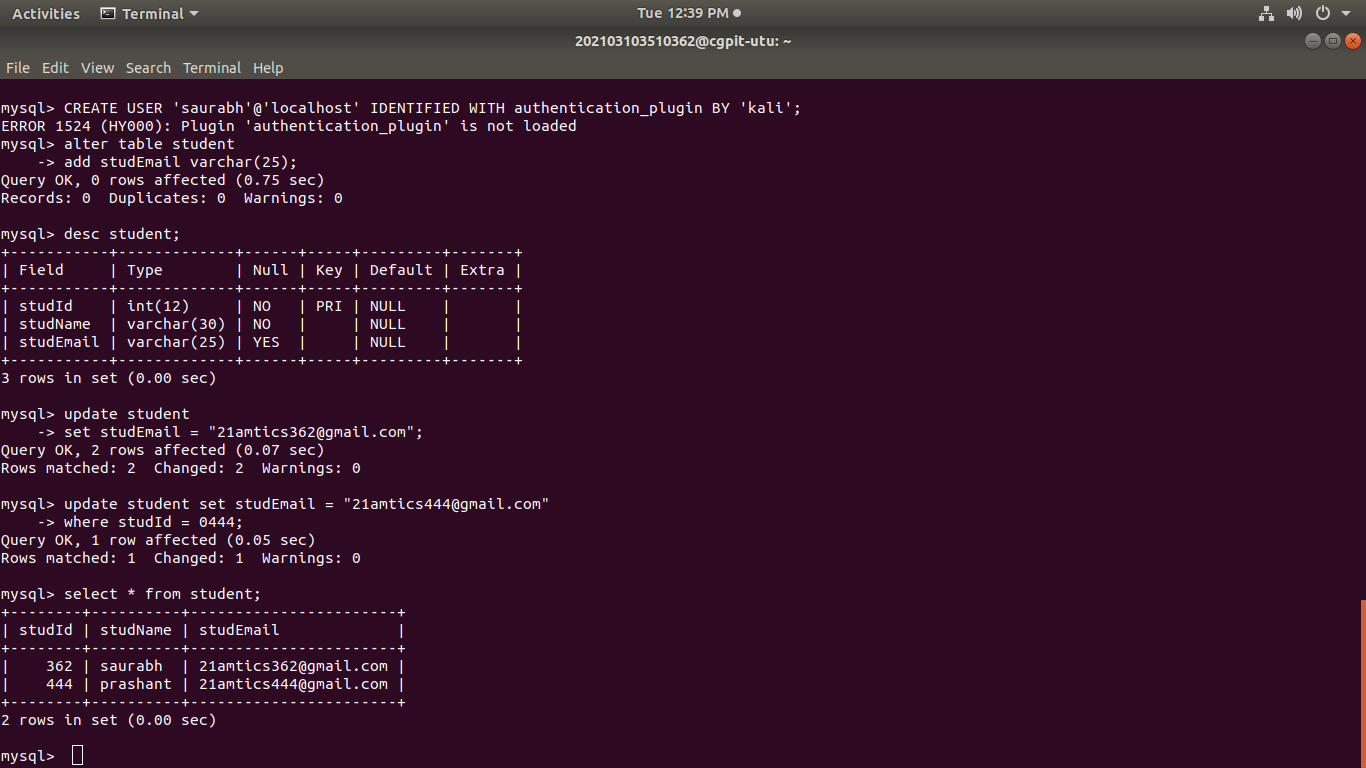 Activities Terminal Tue 12:39 PM
202103103510362@cgpit-utu: ~
File Edit View Search Terminal Help
mysql> CREATE USER 'saurabh'@'localhost' IDENTIFIED WITH authentication_plugin BY 'kali';
ERROR 1524 (HY000): Plugin 'authentication_plugin' is not loaded
mysql> alter table student
    -> add studEmail varchar(25);
Query OK, 0 rows affected (0.75 sec)
Records: 0  Duplicates: 0  Warnings: 0
mysql> desc student;
+-----------+-------------+------+-----+---------+-------+
| Field     | Type        | Null | Key | Default | Extra |
+-----------+-------------+------+-----+---------+-------+
| studId    | int(12)     | NO   | PRI | NULL    |       |
| studName  | varchar(30) | NO   |     | NULL    |       |
| studEmail | varchar(25) | YES  |     | NULL    |       |
+-----------+-------------+------+-----+---------+-------+
3 rows in set (0.00 sec)
mysql> update student
    -> set studEmail = "21amtics362@gmail.com";
Query OK, 2 rows affected (0.07 sec)
Rows matched: 2  Changed: 2  Warnings: 0
mysql> update student set studEmail = "21amtics444@gmail.com"
    -> where studId = 0444;
Query OK, 1 row affected (0.05 sec)
Rows matched: 1  Changed: 1  Warnings: 0
mysql> select * from student;
+--------+----------+-----------------------+
| studId | studName | studEmail             |
+--------+----------+-----------------------+
|    362 | saurabh  | 21amtics362@gmail.com |
|    444 | prashant | 21amtics444@gmail.com |
+--------+----------+-----------------------+
2 rows in set (0.00 sec)
mysql>